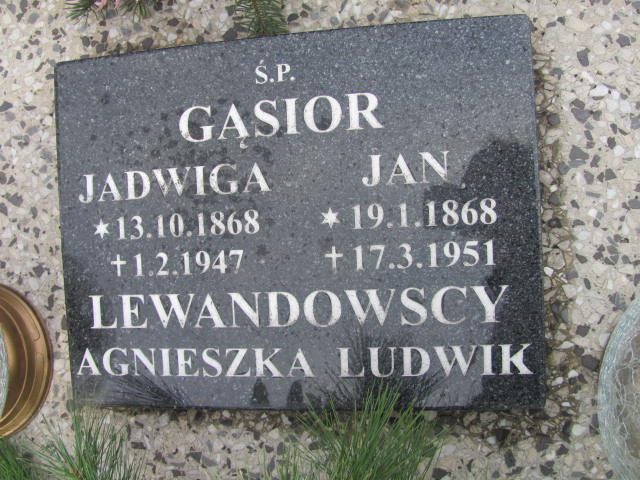 Ś.P.
GĄSIOR
JADWIGA JAN
*13.10.1868 *19.1.1868
†1.2.1947 †17.3.1951
LEWANDOWSCY
AGNIESZKA LUDWIK